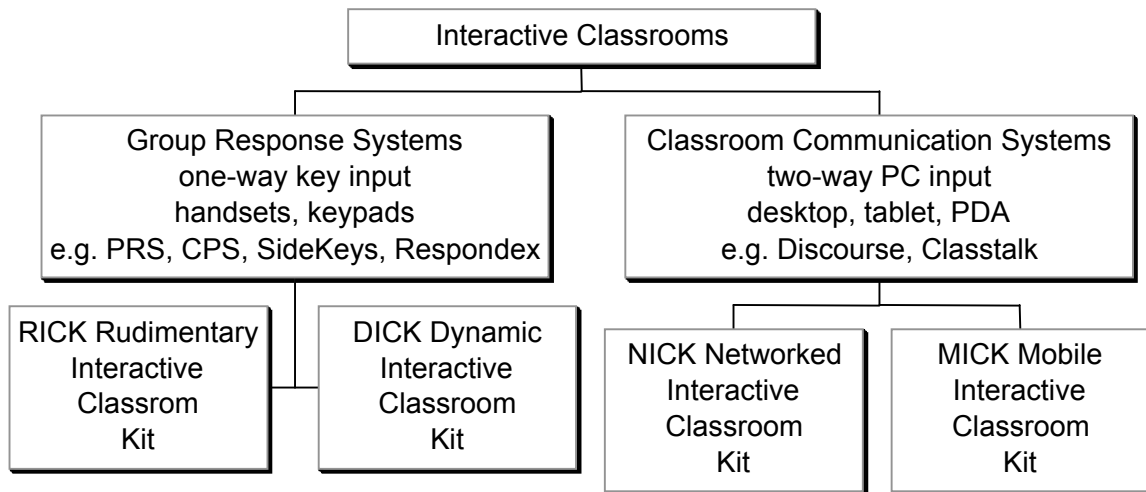 Interactive Classrooms
Group Response Systems
one-way key input
handsets, keypads
e.g. PRS, CPS, SideKeys, Respondex
Classroom Communication Systems
two-way PC input
desktop, tablet, PDA
e.g. Discourse, Classtalk
RICK Rudimentary
Interactive
Classrom
Kit
DICK Dynamic
Interactive
Classroom
Kit
NICK Networked
Interactive
Classroom
Kit
MICK Mobile
Interactive
Classroom
Kit